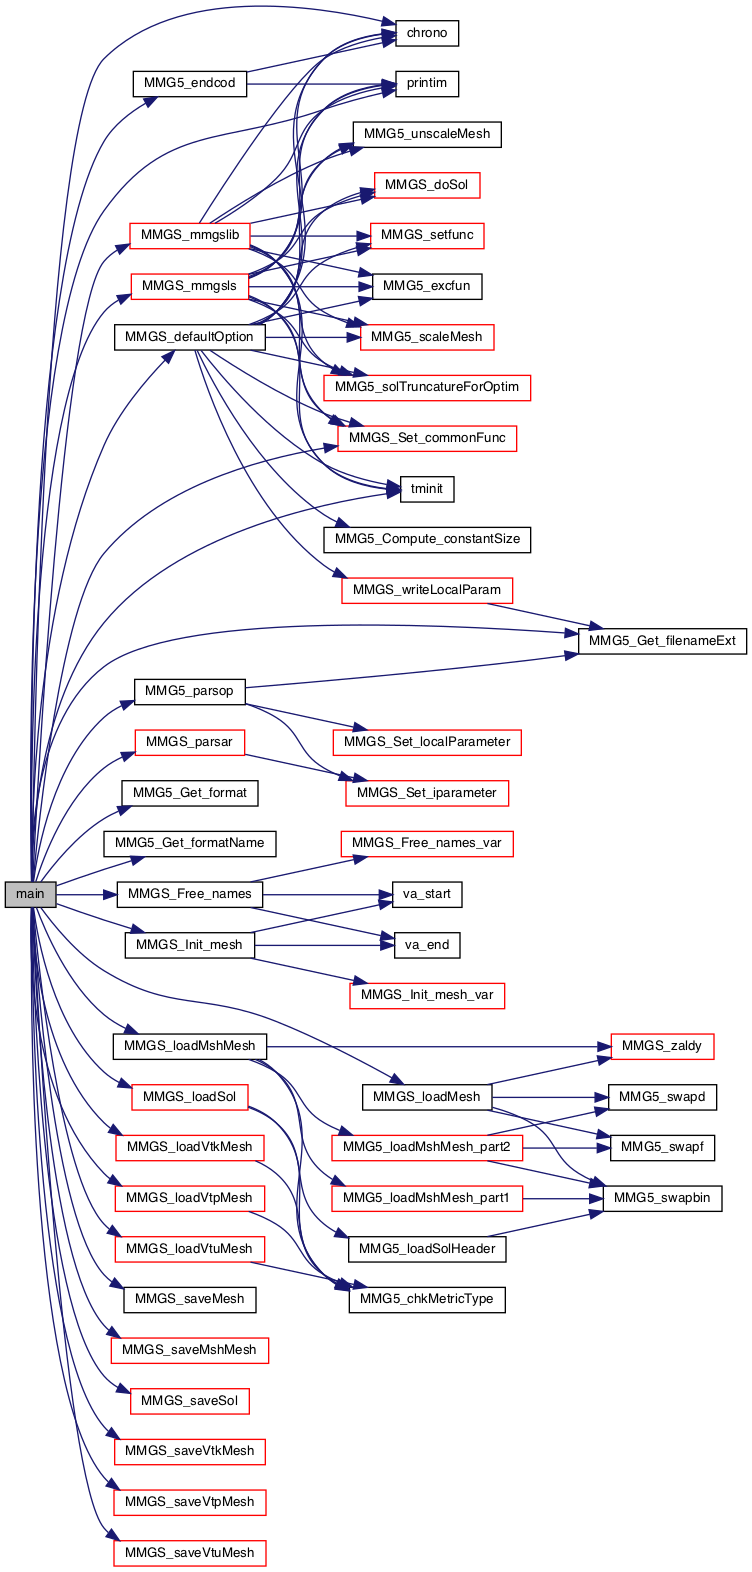 chrono
MMG5_endcod
printim
MMG5_unscaleMesh
MMGS_doSol
MMGS_mmgslib
MMGS_setfunc
MMGS_mmgsls
MMG5_excfun
MMGS_defaultOption
MMG5_scaleMesh
MMG5_solTruncatureForOptim
MMGS_Set_commonFunc
tminit
MMG5_Compute_constantSize
MMGS_writeLocalParam
MMG5_Get_filenameExt
MMG5_parsop
MMGS_Set_localParameter
MMGS_parsar
MMGS_Set_iparameter
MMG5_Get_format
MMG5_Get_formatName
MMGS_Free_names_var
main
MMGS_Free_names
va_start
MMGS_Init_mesh
va_end
MMGS_Init_mesh_var
MMGS_loadMshMesh
MMGS_zaldy
MMGS_loadSol
MMGS_loadMesh
MMG5_swapd
MMGS_loadVtkMesh
MMG5_loadMshMesh_part2
MMG5_swapf
MMGS_loadVtpMesh
MMG5_loadMshMesh_part1
MMG5_swapbin
MMGS_loadVtuMesh
MMG5_loadSolHeader
MMGS_saveMesh
MMG5_chkMetricType
MMGS_saveMshMesh
MMGS_saveSol
MMGS_saveVtkMesh
MMGS_saveVtpMesh
MMGS_saveVtuMesh